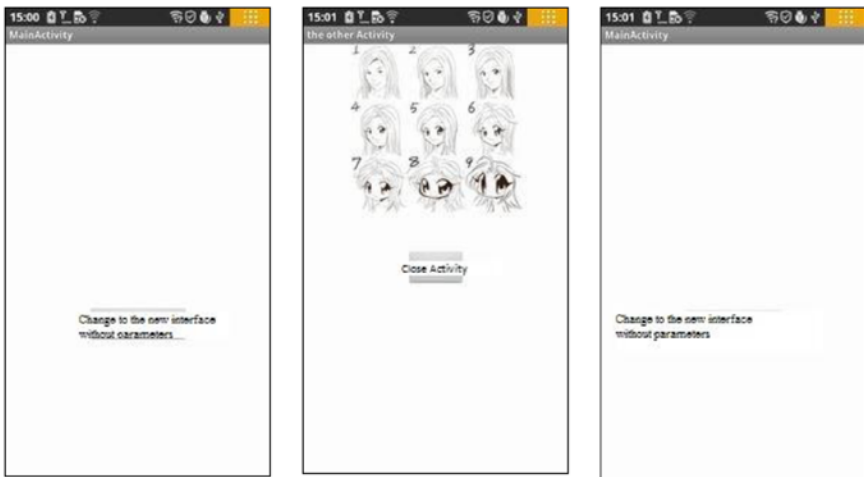 15:00
MainActivity
Change to the new interface
without parameters
15:01
the other Activity
1 2 3
4 5 6
7 8 9
Close Activity
15:01
MainActivity
Change to the new interface
without parameters